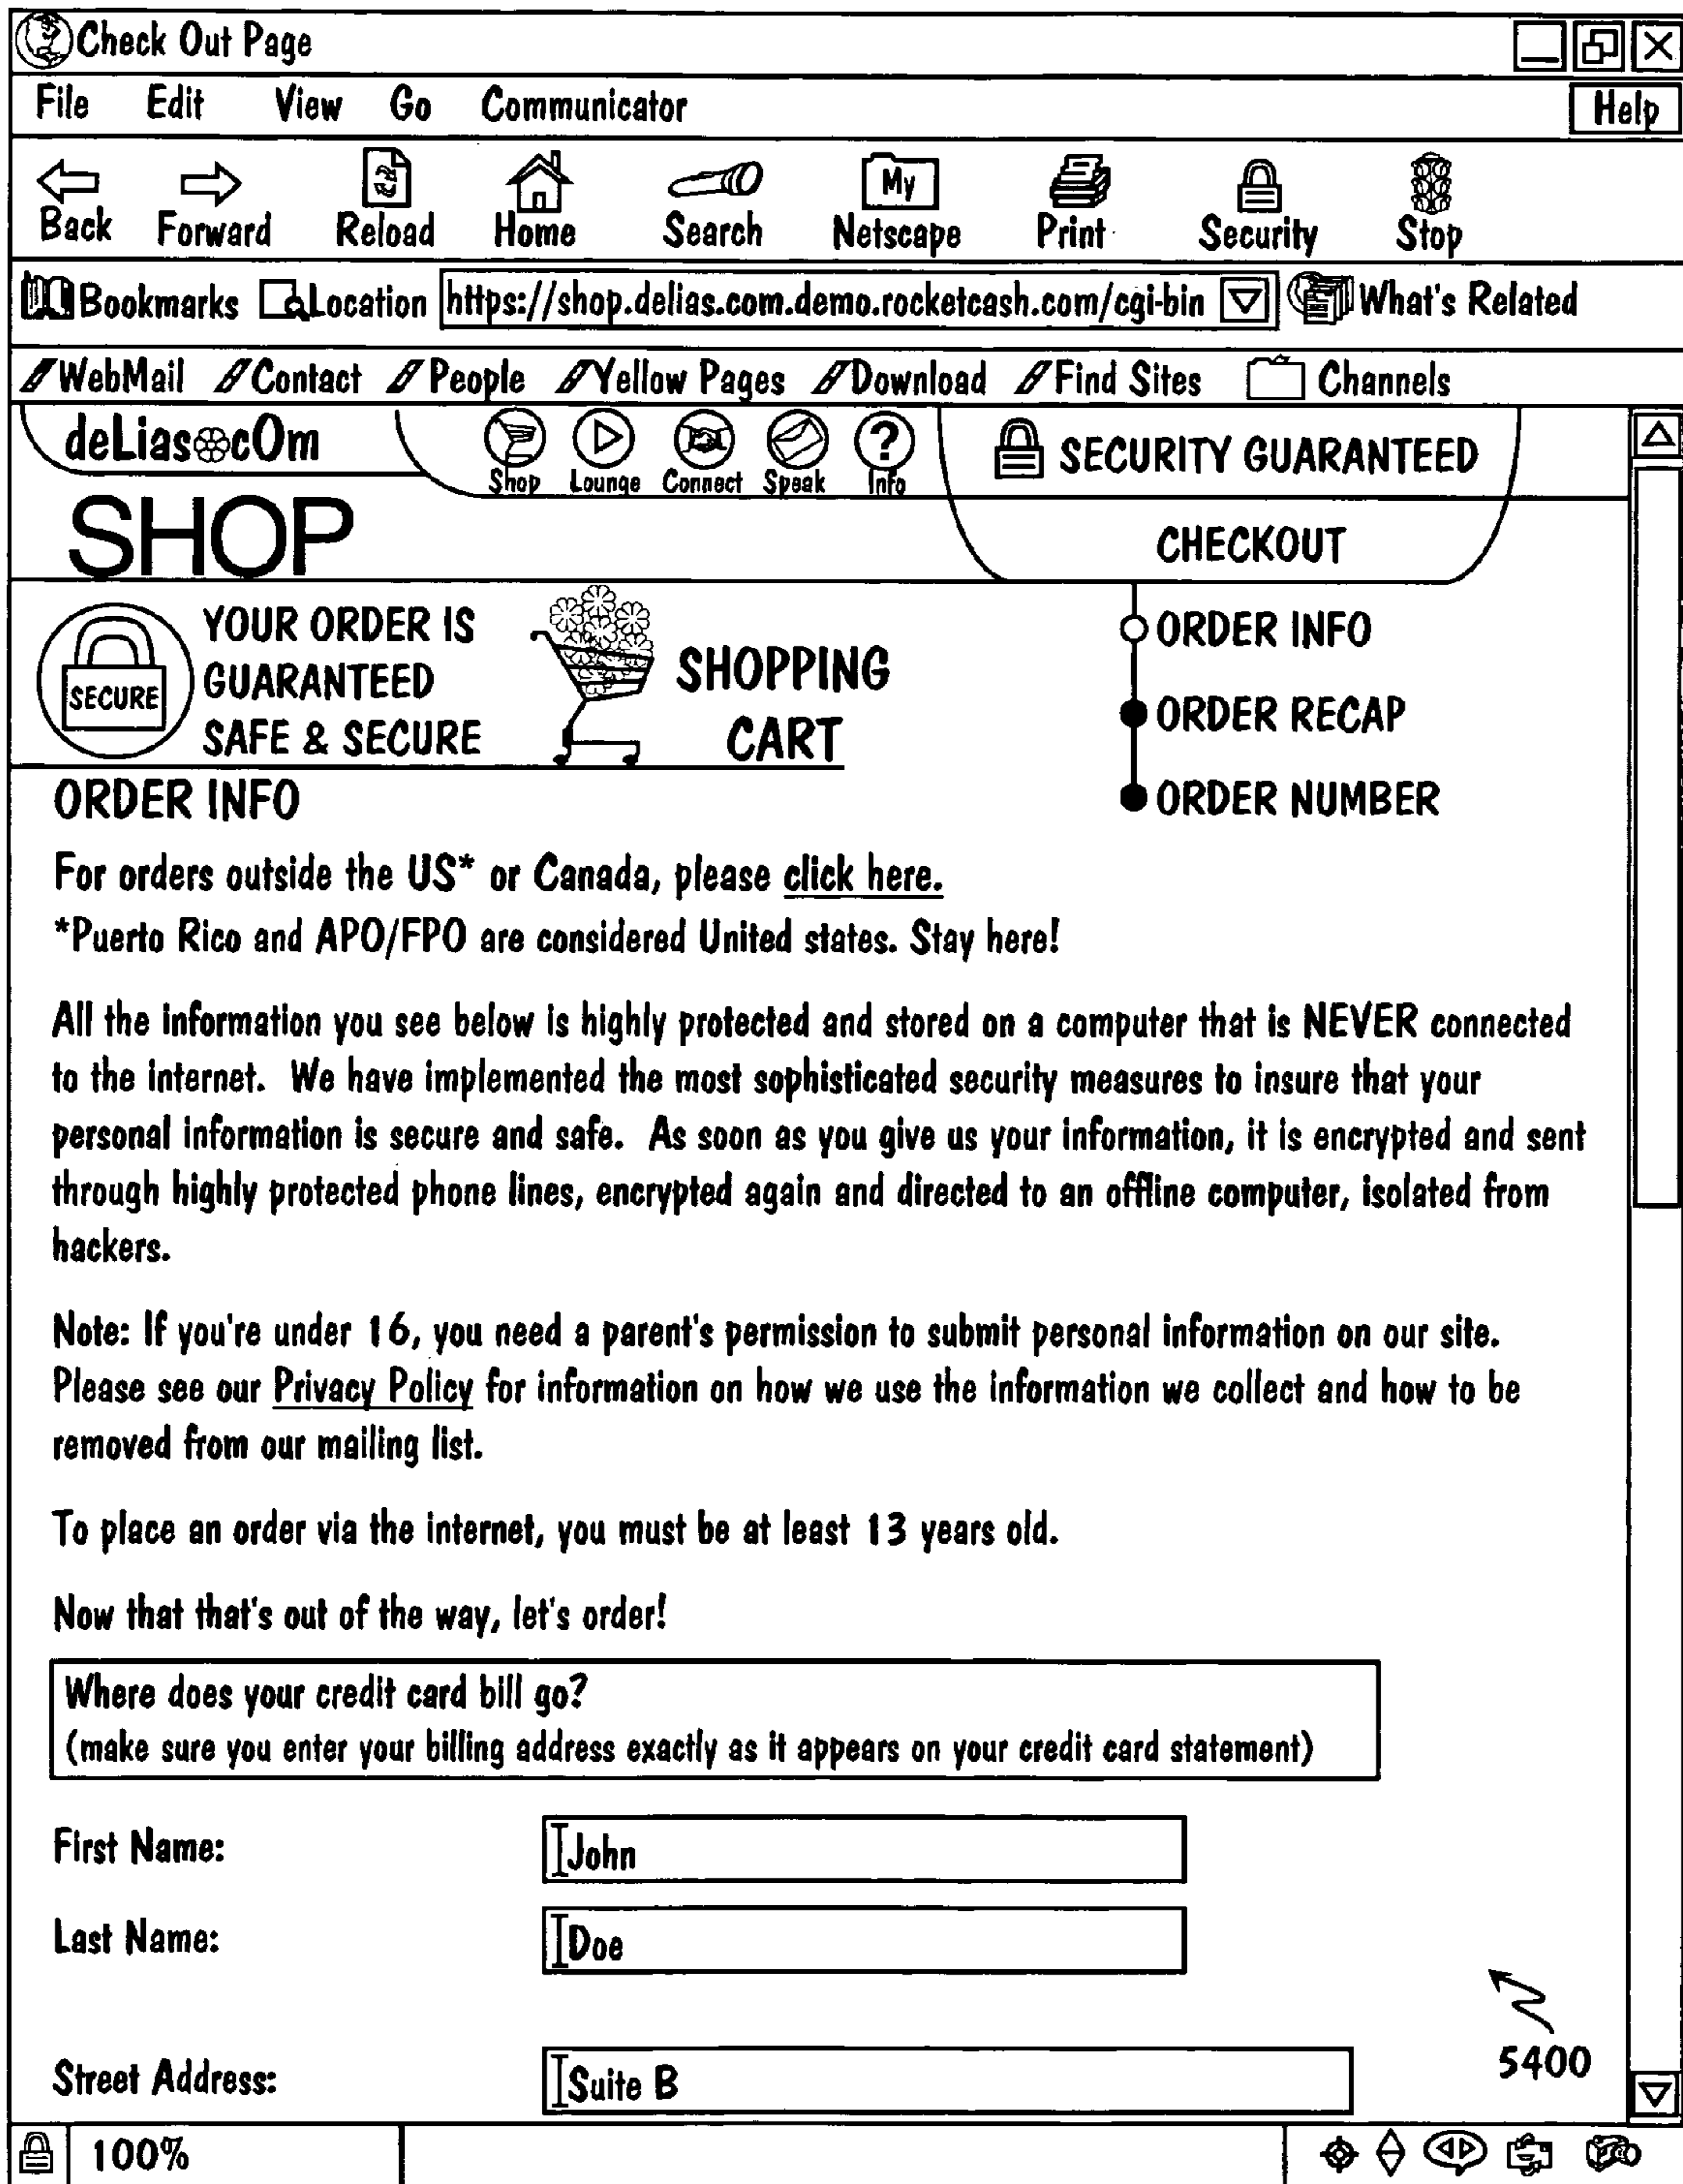 Check Out Page
File Edit View Go Communicator Help
Back Forward Reload Home Search My Netscape Print Security Stop
Bookmarks Location https://shop.delias.com.demo.rocketcash.com/cgi-bin What's Related
WebMail Contact People Yellow Pages Download Find Sites Channels
deLias cOm Shop Lounge Connect Speak ? Info SECURITY GUARANTEED
SHOP CHECKOUT
SECURE
YOUR ORDER IS
GUARANTEED
SAFE & SECURE
SHOPPING
CART
ORDER INFO
ORDER RECAP
ORDER NUMBER
ORDER INFO
For orders outside the US* or Canada, please click here.
*Puerto Rico and APO/FPO are considered United states. Stay here!
All the information you see below is highly protected and stored on a computer that is NEVER connected
to the internet. We have implemented the most sophisticated security measures to insure that your
personal information is secure and safe. As soon as you give us your information, it is encrypted and sent
through highly protected phone lines, encrypted again and directed to an offline computer, isolated from
hackers.
Note: If you're under 16, you need a parent's permission to submit personal information on our site.
Please see our Privacy Policy for information on how we use the information we collect and how to be
removed from our mailing list.
To place an order via the internet, you must be at least 13 years old.
Now that that's out of the way, let's order!
Where does your credit card bill go?
(make sure you enter your billing address exactly as it appears on your credit card statement)
First Name: John
Last Name: Doe
Street Address: Suite B
5400
100%